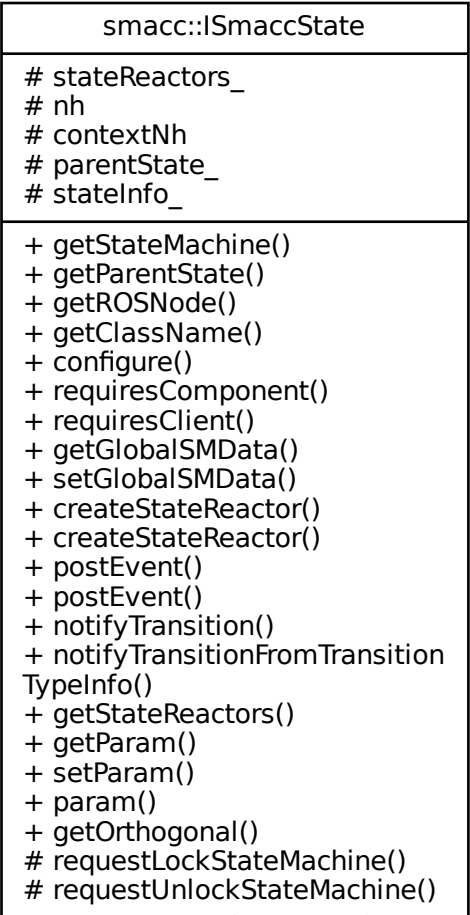 smacc::ISmaccState
# stateReactors_
# nh
# contextNh
# parentState_
# stateInfo_
+ getStateMachine()
+ getParentState()
+ getROSNode()
+ getClassName()
+ configure()
+ requiresComponent()
+ requiresClient()
+ getGlobalSMData()
+ setGlobalSMData()
+ createStateReactor()
+ createStateReactor()
+ postEvent()
+ postEvent()
+ notifyTransition()
+ notifyTransitionFromTransition
TypeInfo()
+ getStateReactors()
+ getParam()
+ setParam()
+ param()
+ getOrthogonal()
# requestLockStateMachine()
# requestUnlockStateMachine()